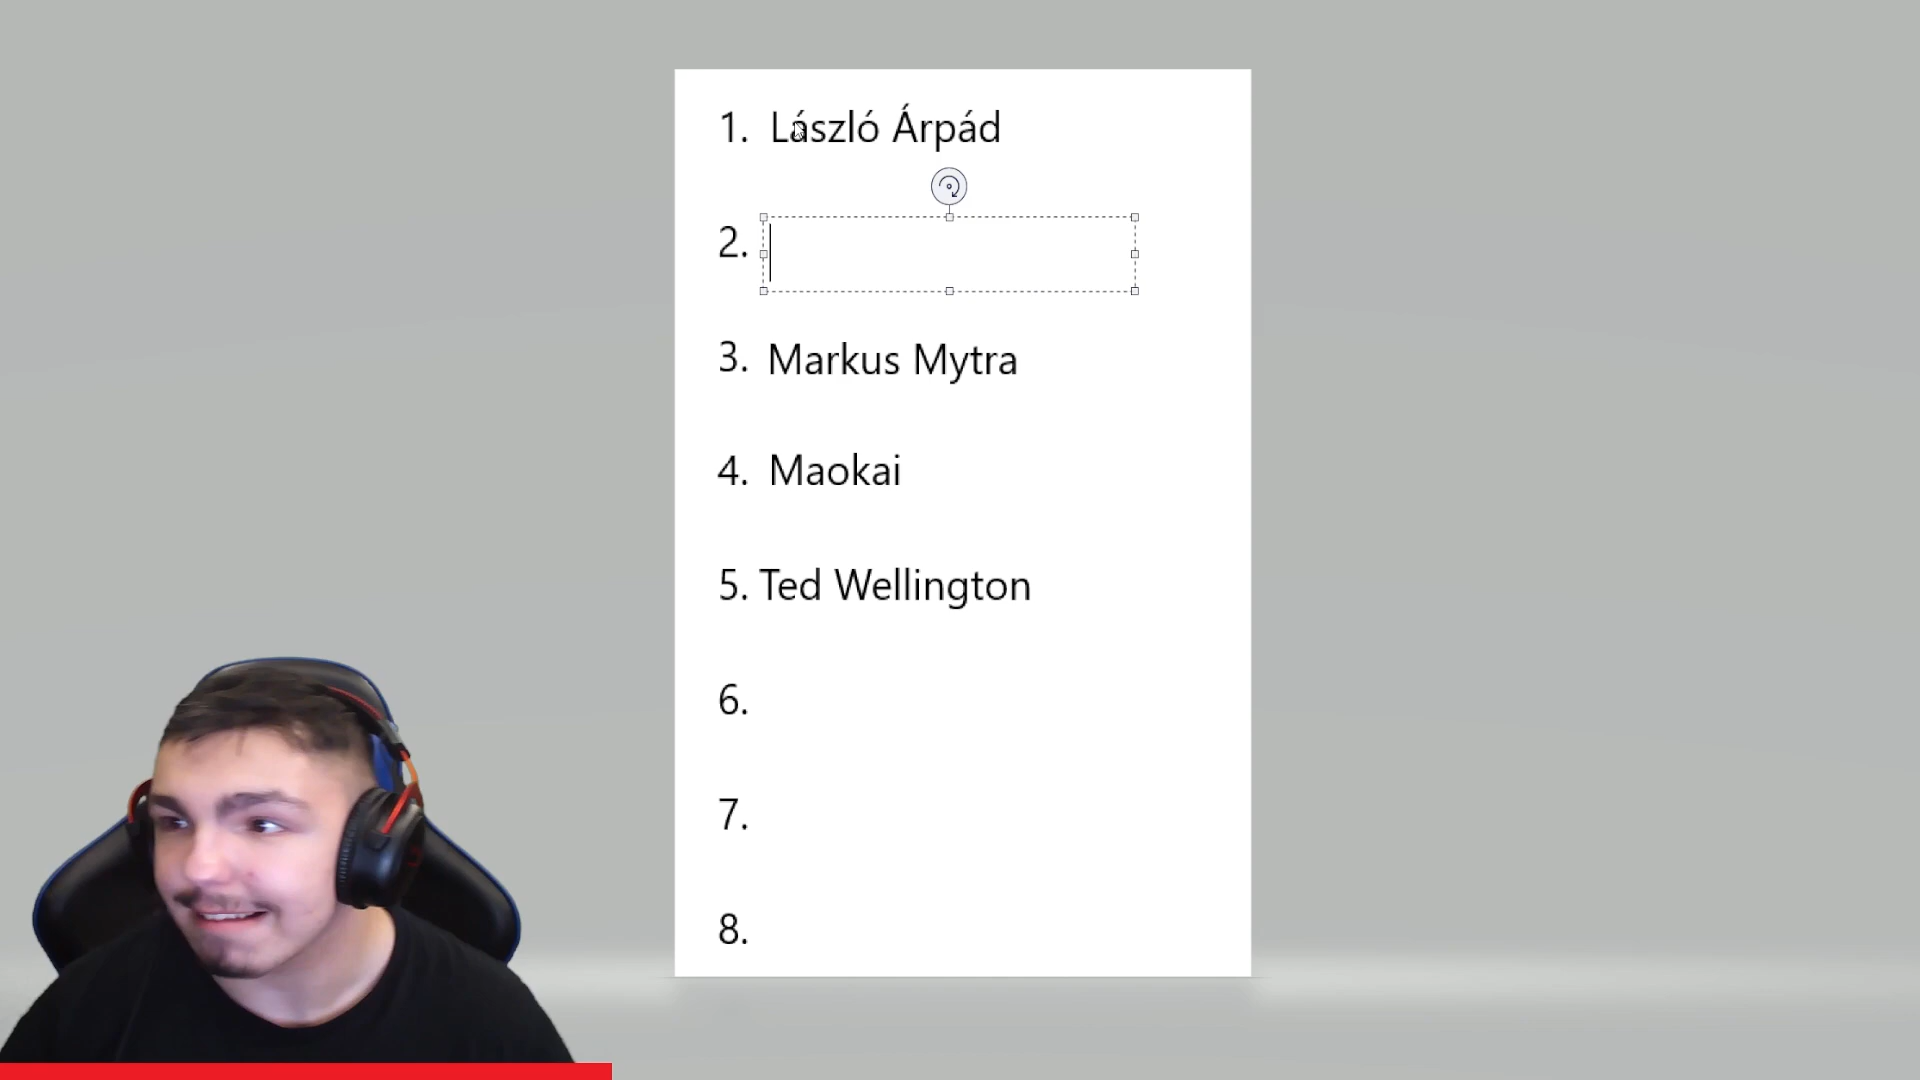 1. László Árpád
2.
3. Markus Mytra
4. Maokai
5. Ted Wellington
6.
7.
8.